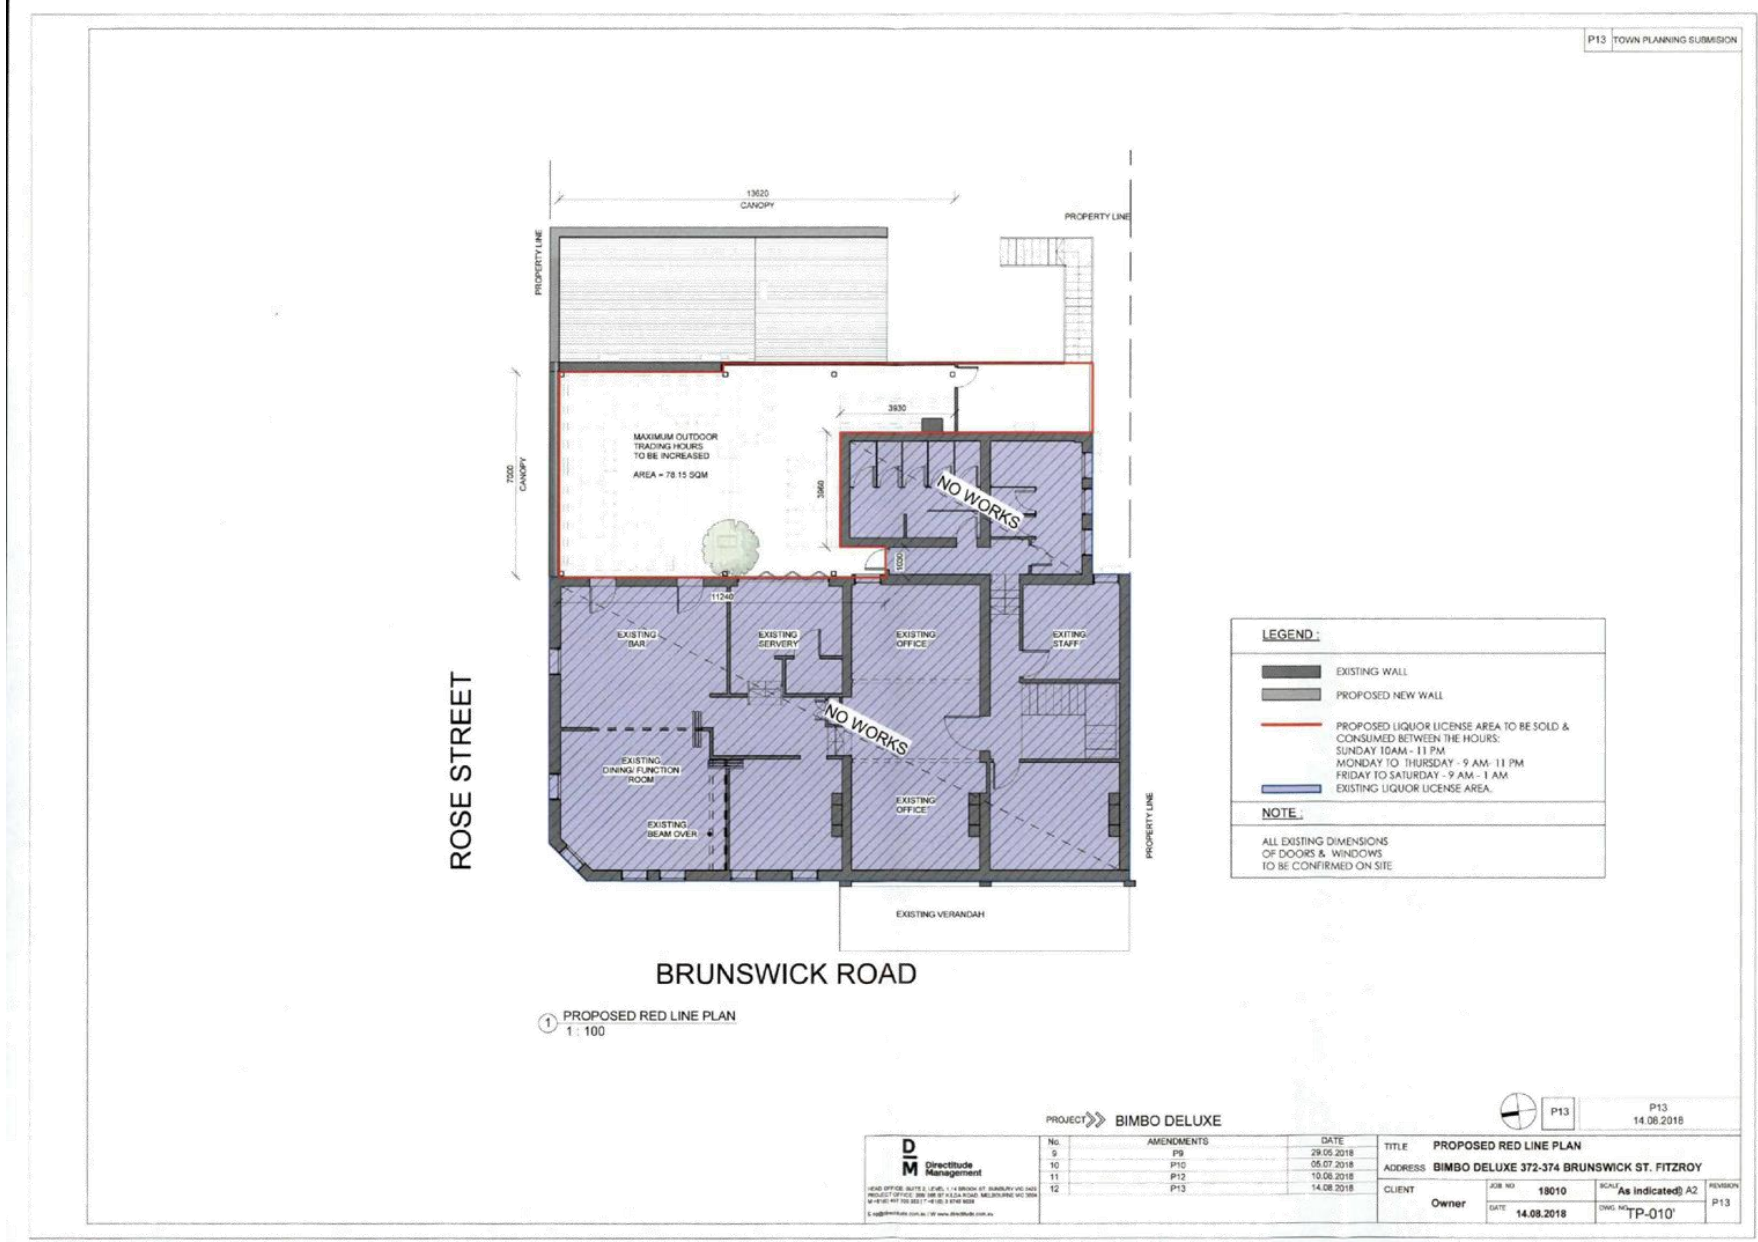 P13 TOWN PLANNING SUBMISION
13620
CANOPY
PROPERTY LINE
PROPERTY LINE
7000
CANOPY
3930
MAXIMUM OUTDOOR
TRADING HOURS
TO BE INCREASED
AREA = 78.15 SQM
3960
NO WORKS
1030
11240
EXISTING
BAR
EXISTING
SERVERY
EXISTING
OFFICE
EXITING
STAFF
NO WORKS
EXISTING
DINING/ FUNCTION
ROOM
EXISTING
BEAM OVER
EXISTING
OFFICE
PROPERTY LINE
ROSE STREET
EXISTING VERANDAH
BRUNSWICK ROAD
1 PROPOSED RED LINE PLAN
1 : 100
LEGEND :
EXISTING WALL
PROPOSED NEW WALL
PROPOSED LIQUOR LICENSE AREA TO BE SOLD &
CONSUMED BETWEEN THE HOURS:
SUNDAY 10AM - 11 PM
MONDAY TO THURSDAY - 9 AM- 11 PM
FRIDAY TO SATURDAY - 9 AM - 1 AM
EXISTING LIQUOR LICENSE AREA.
NOTE :
ALL EXISTING DIMENSIONS
OF DOORS & WINDOWS
TO BE CONFIRMED ON SITE
P13
P13
14.08.2018
PROJECT BIMBO DELUXE
DM Directitude
Management
No. AMENDMENTS DATE
9 P9 29.05.2018
10 P10 05.07.2018
11 P12 10.08.2018
12 P13 14.08.2018
TITLE PROPOSED RED LINE PLAN
ADDRESS BIMBO DELUXE 372-374 BRUNSWICK ST. FITZROY
CLIENT Owner
JOB NO 18010
DATE 14.08.2018
SCALE As indicated@ A2
DWG NO TP-010'
REVISION P13